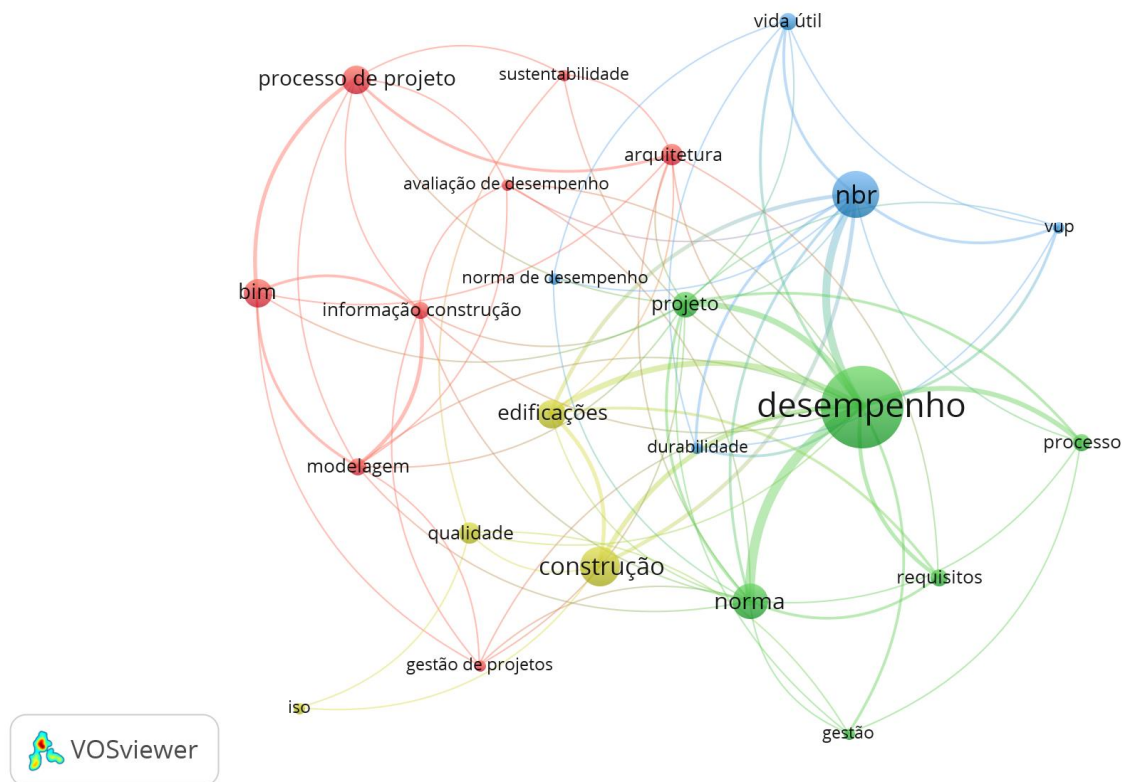 vida útil
processo de projeto
sustentabilidade
arquitetura
avaliação de desempenho
nbr
vup
norma de desempenho
bim
projeto
informação construção
desempenho
edificações
processo
durabilidade
modelagem
qualidade
construção
requisitos
norma
gestão de projetos
iso
gestão
VOSviewer